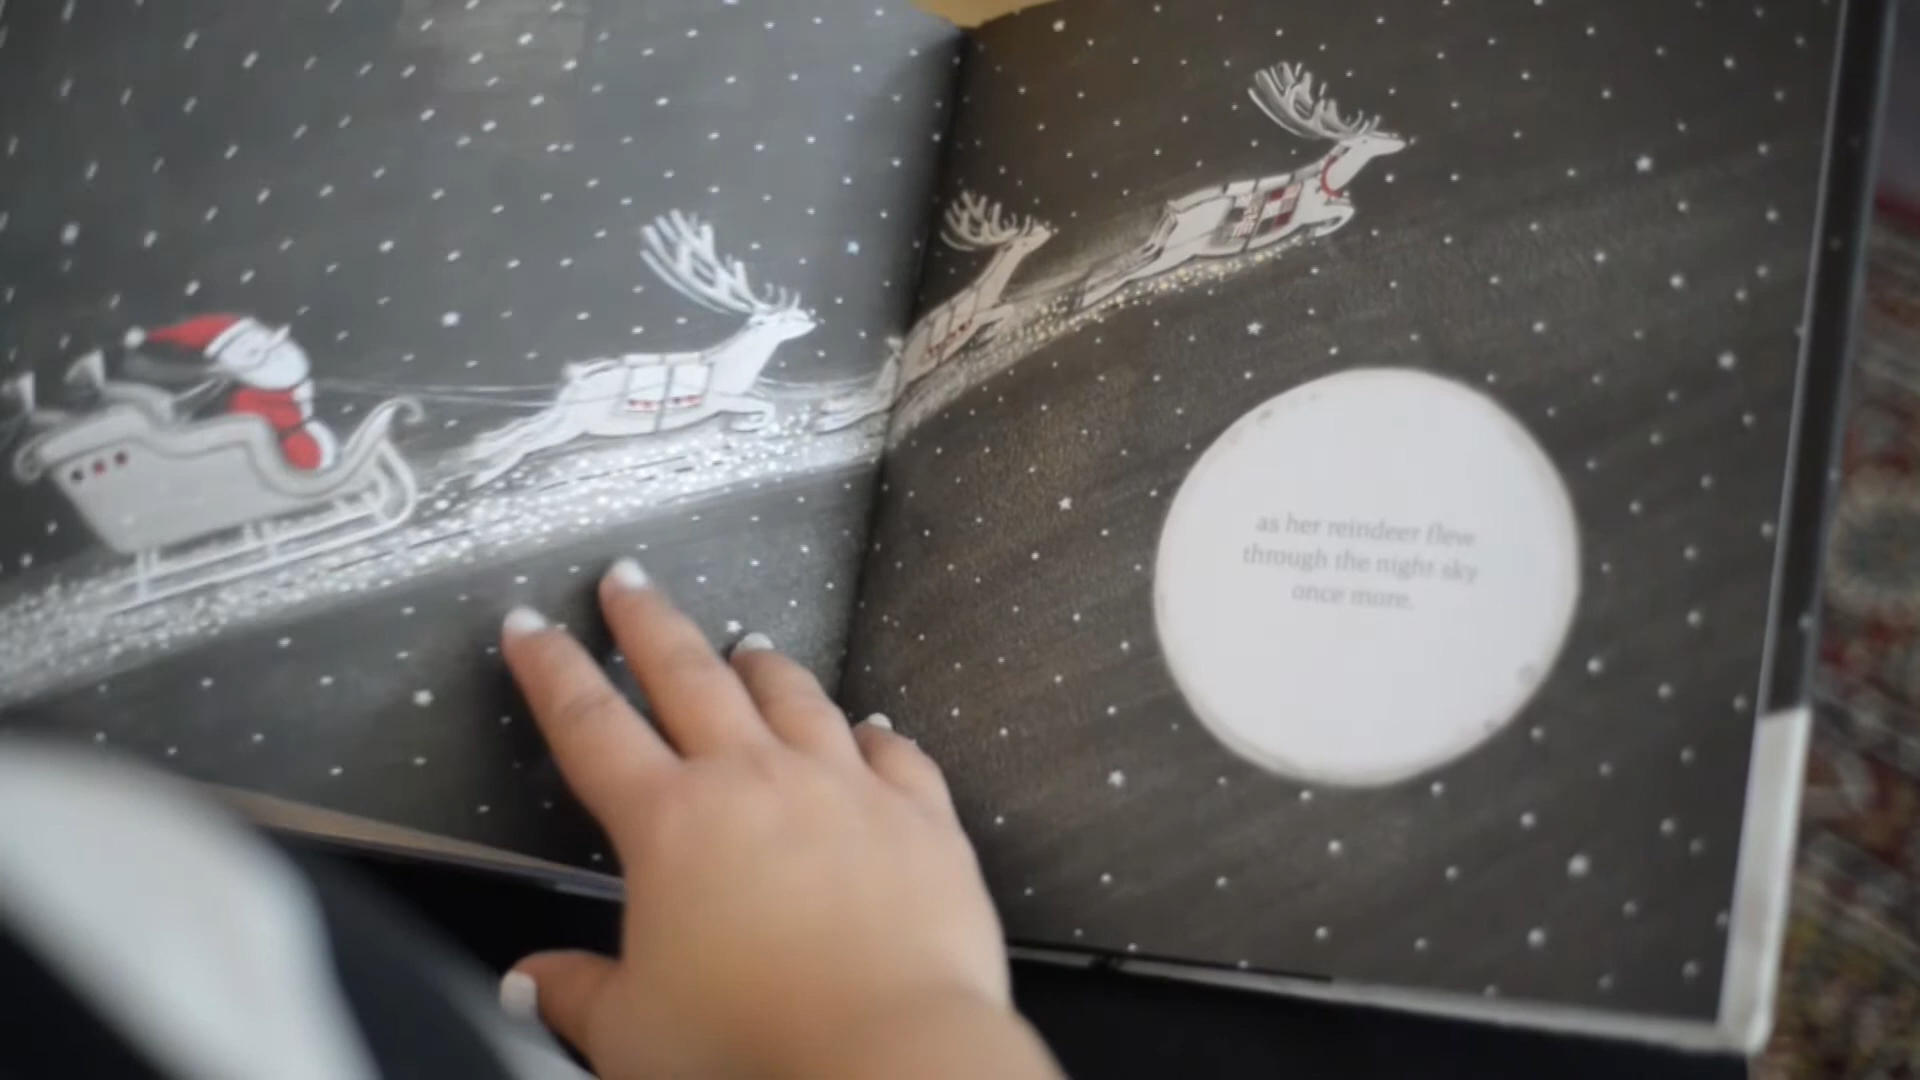 as her reindeer flew
through the night sky
once more.